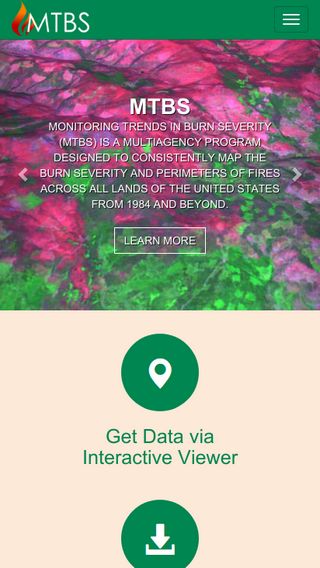 MTBS
MTBS
MONITORING TRENDS IN BURN SEVERITY
(MTBS) IS A MULTIAGENCY PROGRAM
DESIGNED TO CONSISTENTLY MAP THE
BURN SEVERITY AND PERIMETERS OF FIRES
ACROSS ALL LANDS OF THE UNITED STATES
FROM 1984 AND BEYOND.
LEARN MORE
Get Data via
Interactive Viewer